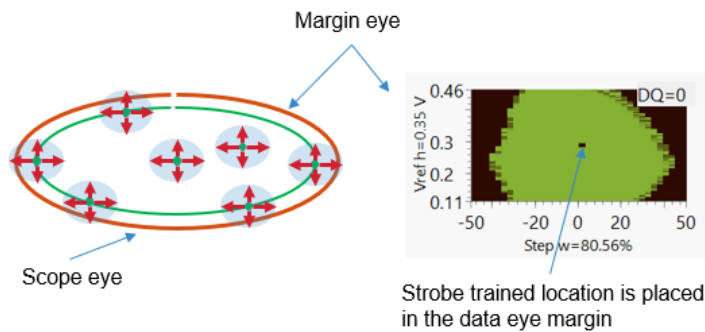 Margin eye
Scope eye
DQ=0
Vref h=0.35 V
0.46
0.3
0.2
0.11
-50 -20 0 20 50
Step w=80.56%
Strobe trained location is placed
in the data eye margin